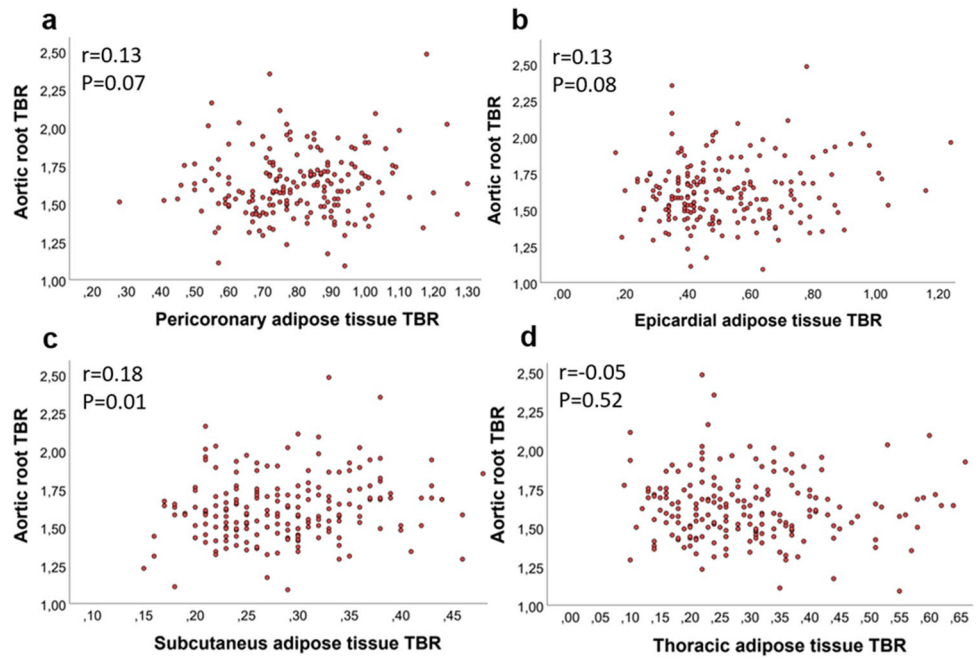 a
r=0.13
P=0.07
Aortic root TBR
2,50
2,25
2,00
1,75
1,50
1,25
1,00
,20 ,30 ,40 ,50 ,60 ,70 ,80 ,90 1,00 1,10 1,20 1,30
Pericoronary adipose tissue TBR
b
r=0.13
P=0.08
Aortic root TBR
2,50
2,25
2,00
1,75
1,50
1,25
1,00
,00 ,20 ,40 ,60 ,80 1,00 1,20
Epicardial adipose tissue TBR
c
r=0.18
P=0.01
Aortic root TBR
2,50
2,25
2,00
1,75
1,50
1,25
1,00
,10 ,15 ,20 ,25 ,30 ,35 ,40 ,45
Subcutaneus adipose tissue TBR
d
r=-0.05
P=0.52
Aortic root TBR
2,50
2,25
2,00
1,75
1,50
1,25
1,00
,00 ,05 ,10 ,15 ,20 ,25 ,30 ,35 ,40 ,45 ,50 ,55 ,60 ,65
Thoracic adipose tissue TBR